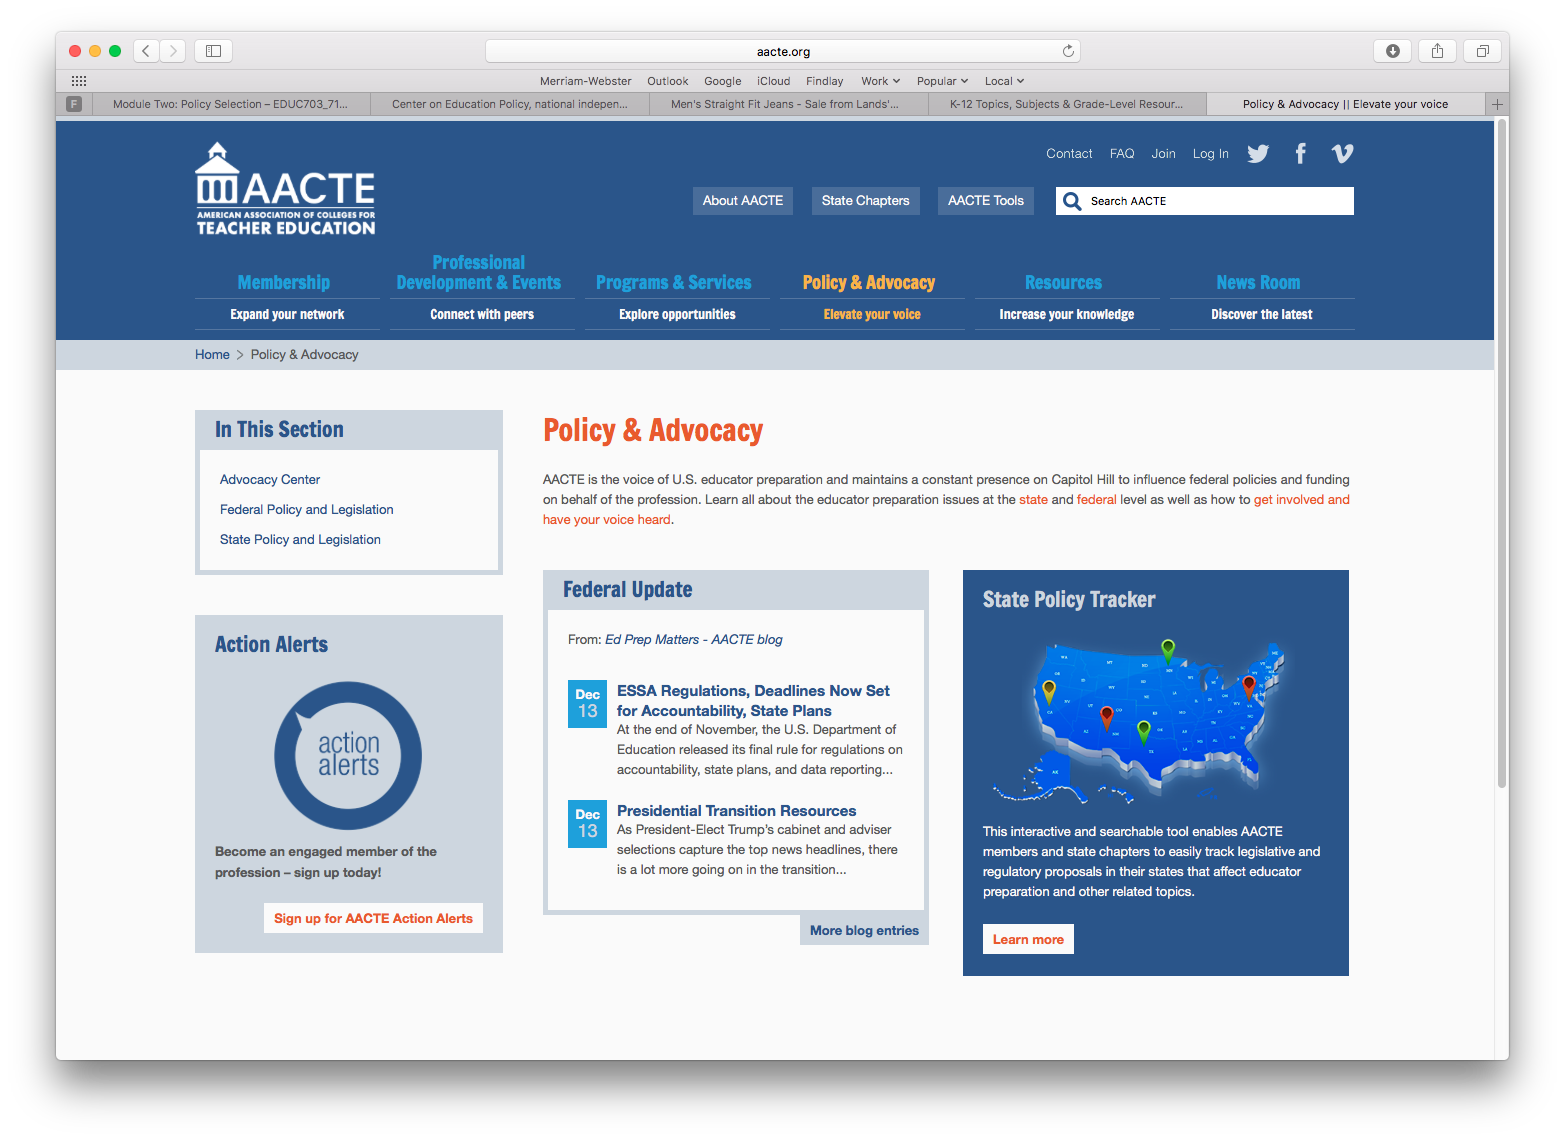 aacte.org
Merriam-Webster Outlook Google iCloud Findlay Work Popular Local
F Module Two: Policy Selection – EDUC703_71... Center on Education Policy, national indepen... Men's Straight Fit Jeans - Sale from Lands'... K-12 Topics, Subjects & Grade-Level Resour... Policy & Advocacy || Elevate your voice
Contact FAQ Join Log In
AACTE
AMERICAN ASSOCIATION OF COLLEGES FOR
TEACHER EDUCATION
About AACTE State Chapters AACTE Tools Search AACTE
Membership
Expand your network
Professional
Development & Events
Connect with peers
Programs & Services
Explore opportunities
Policy & Advocacy
Elevate your voice
Resources
Increase your knowledge
News Room
Discover the latest
Home > Policy & Advocacy
In This Section
Advocacy Center
Federal Policy and Legislation
State Policy and Legislation
Action Alerts
action
alerts
Become an engaged member of the
profession – sign up today!
Sign up for AACTE Action Alerts
Policy & Advocacy
AACTE is the voice of U.S. educator preparation and maintains a constant presence on Capitol Hill to influence federal policies and funding
on behalf of the profession. Learn all about the educator preparation issues at the state and federal level as well as how to get involved and
have your voice heard.
Federal Update
From: Ed Prep Matters - AACTE blog
Dec
13
ESSA Regulations, Deadlines Now Set
for Accountability, State Plans
At the end of November, the U.S. Department of
Education released its final rule for regulations on
accountability, state plans, and data reporting...
Dec
13
Presidential Transition Resources
As President-Elect Trump's cabinet and adviser
selections capture the top news headlines, there
is a lot more going on in the transition...
More blog entries
State Policy Tracker
This interactive and searchable tool enables AACTE
members and state chapters to easily track legislative and
regulatory proposals in their states that affect educator
preparation and other related topics.
Learn more